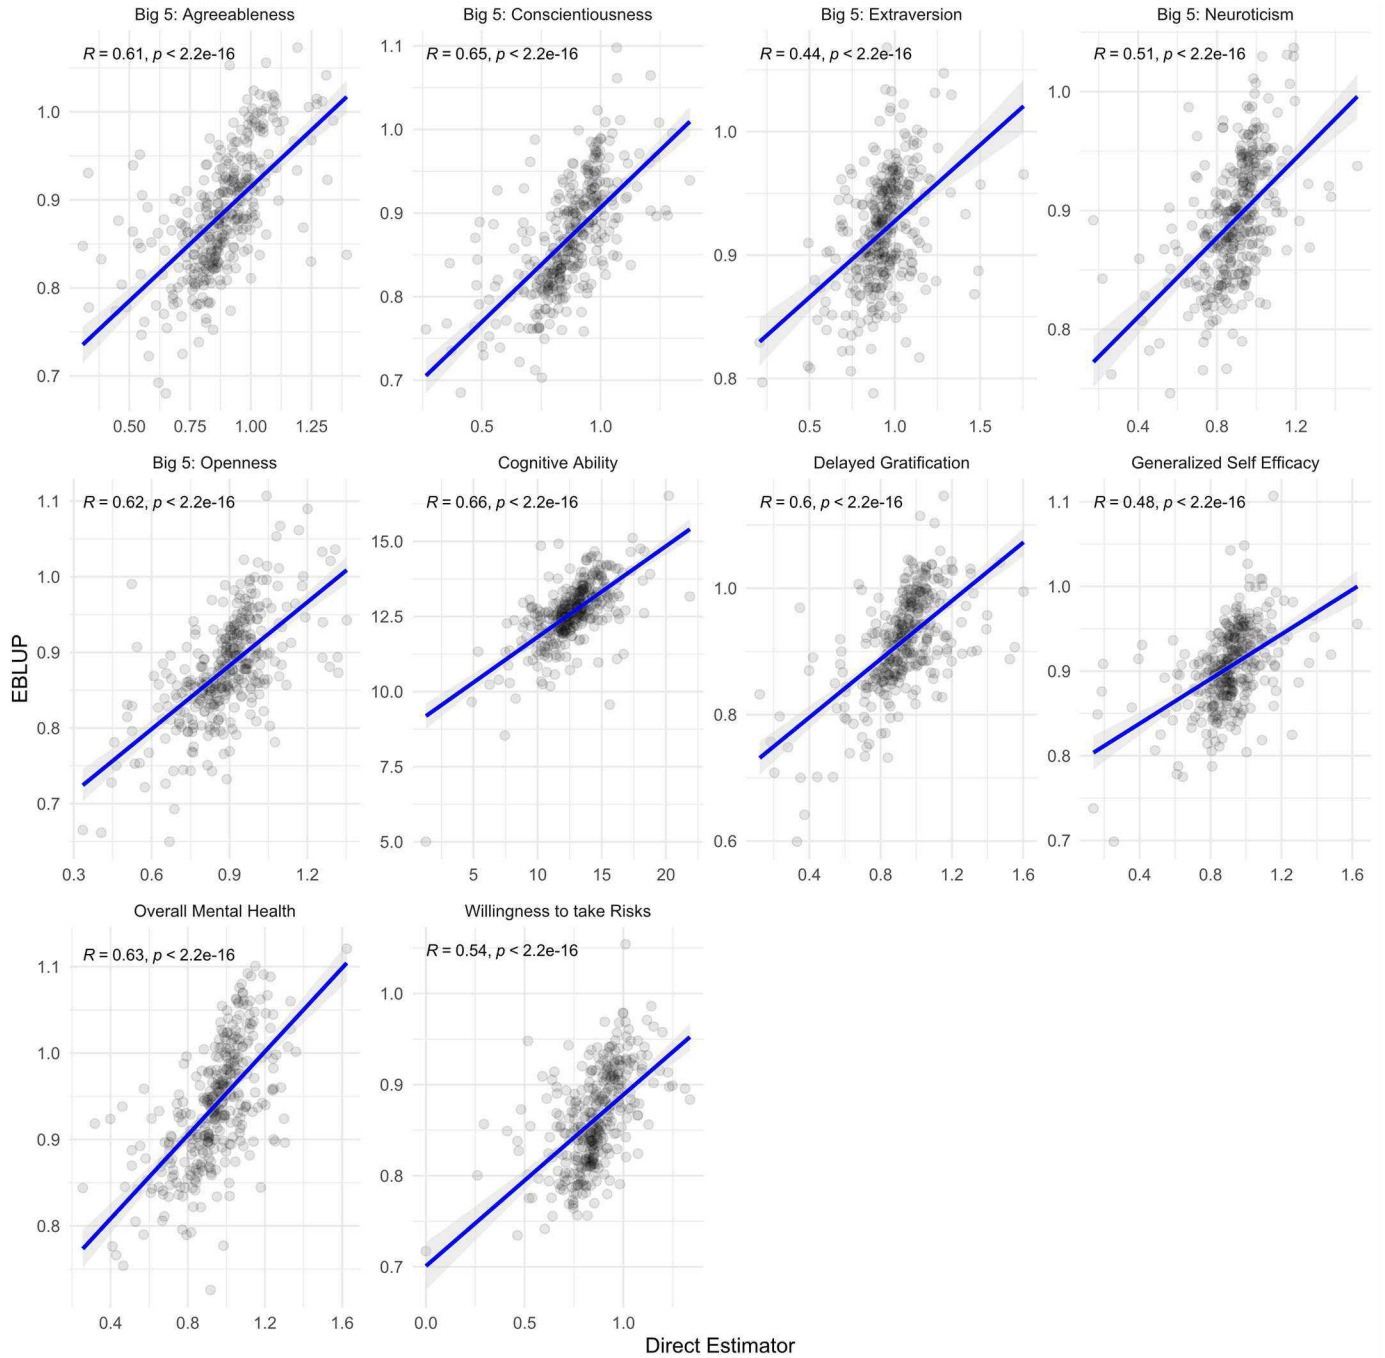 Big 5: Agreeableness
Big 5: Conscientiousness
Big 5: Extraversion
Big 5: Neuroticism
R = 0.61, p < 2.2e-16
R = 0.65, p < 2.2e-16
R = 0.44, p < 2.2e-16
R = 0.51, p < 2.2e-16
1.0
0.9
0.8
0.7
1.1
1.0
0.9
0.8
0.7
1.0
0.9
0.8
1.0
0.9
0.8
0.50 0.75 1.00 1.25
0.5 1.0
0.5 1.0 1.5
0.4 0.8 1.2
Big 5: Openness
Cognitive Ability
Delayed Gratification
Generalized Self Efficacy
R = 0.62, p < 2.2e-16
R = 0.66, p < 2.2e-16
R = 0.6, p < 2.2e-16
R = 0.48, p < 2.2e-16
1.1
1.0
0.9
0.8
0.7
15.0
12.5
10.0
7.5
5.0
1.0
0.8
0.6
1.1
1.0
0.9
0.8
0.7
0.3 0.6 0.9 1.2
5 10 15 20
0.4 0.8 1.2 1.6
0.4 0.8 1.2 1.6
EBLUP
Overall Mental Health
Willingness to take Risks
R = 0.63, p < 2.2e-16
R = 0.54, p < 2.2e-16
1.1
1.0
0.9
0.8
1.0
0.9
0.8
0.7
0.4 0.8 1.2 1.6
0.0 0.5 1.0
Direct Estimator